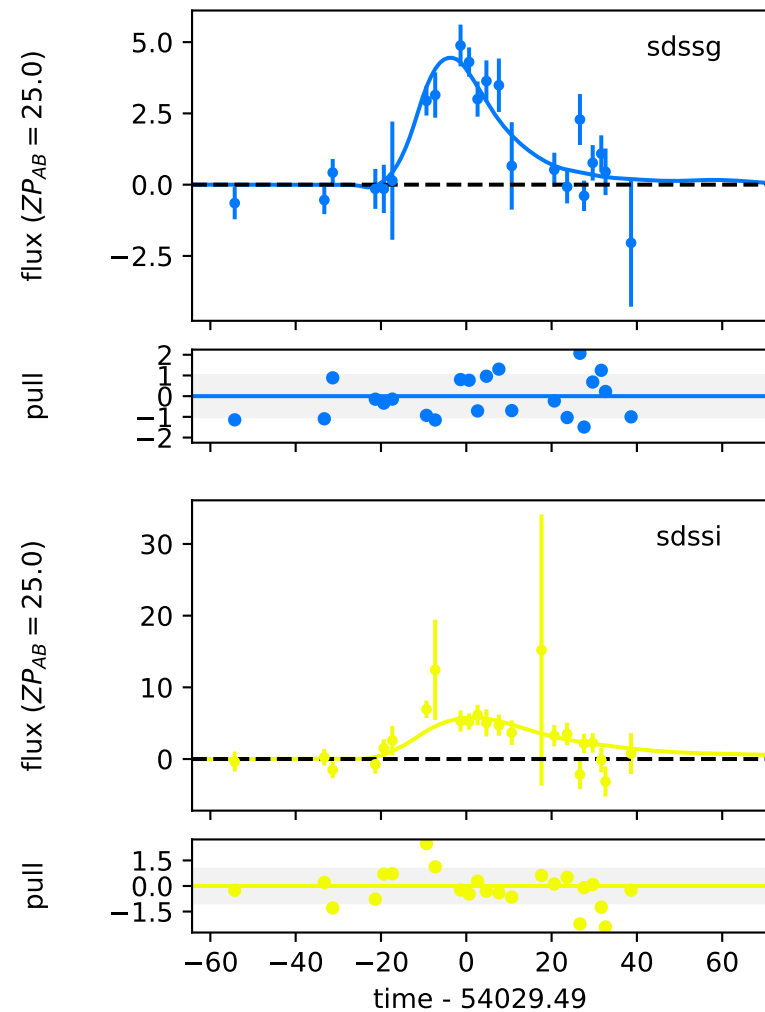 sdssg
flux ($ZP_{AB} = 25.0$)
5.0
2.5
0.0
−2.5
pull
2
1
0
−1
−2
sdssi
flux ($ZP_{AB} = 25.0$)
30
20
10
0
pull
1.5
0.0
−1.5
−60 −40 −20 0 20 40 60
time - 54029.49